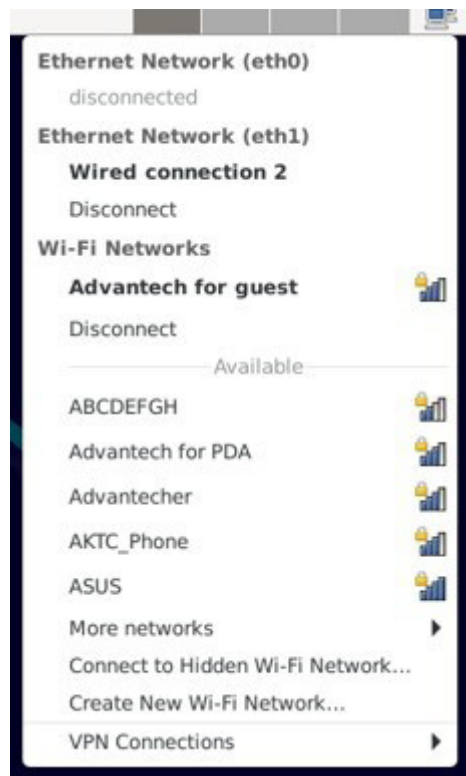 Ethernet Network (eth0)
disconnected
Ethernet Network (eth1)
Wired connection 2
Disconnect
Wi-Fi Networks
Advantech for guest
Disconnect
Available
ABCDEFGH
Advantech for PDA
Advantecher
AKTC_Phone
ASUS
More networks
Connect to Hidden Wi-Fi Network...
Create New Wi-Fi Network...
VPN Connections